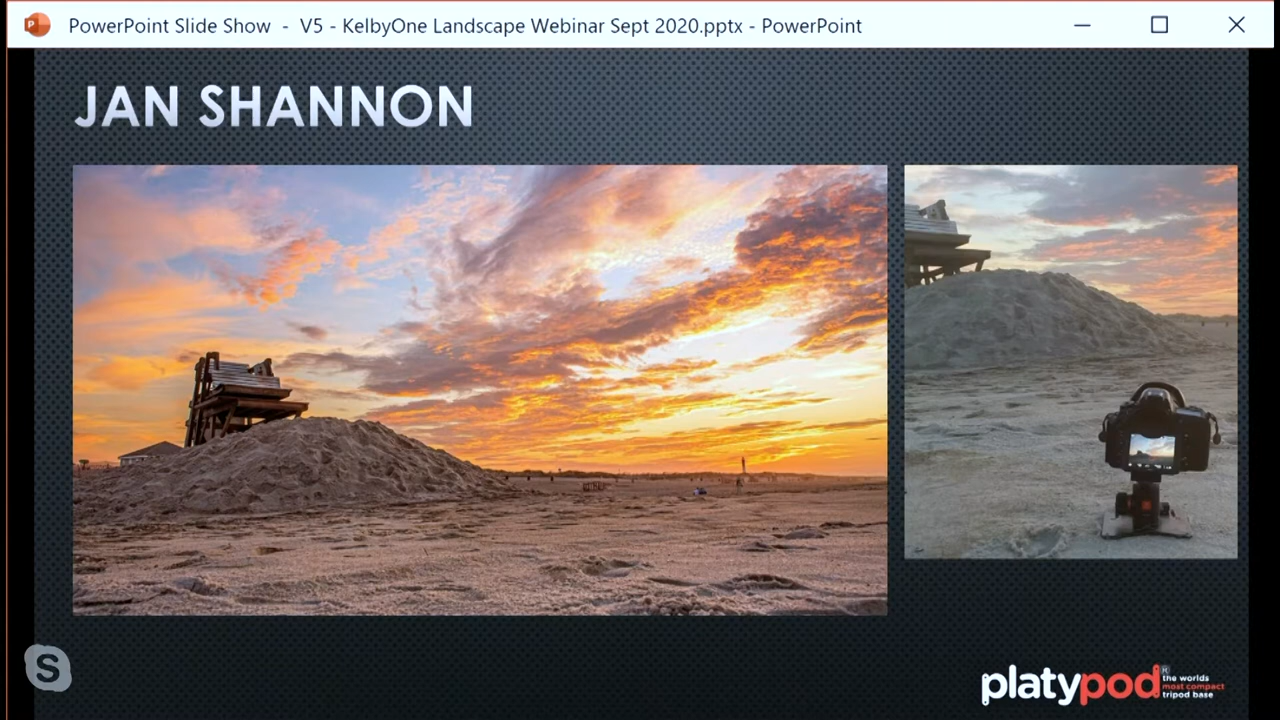 PowerPoint Slide Show - V5 - KelbyOne Landscape Webinar Sept 2020.pptx - PowerPoint
JAN SHANNON
S
platypod®
the worlds
most compact
tripod base